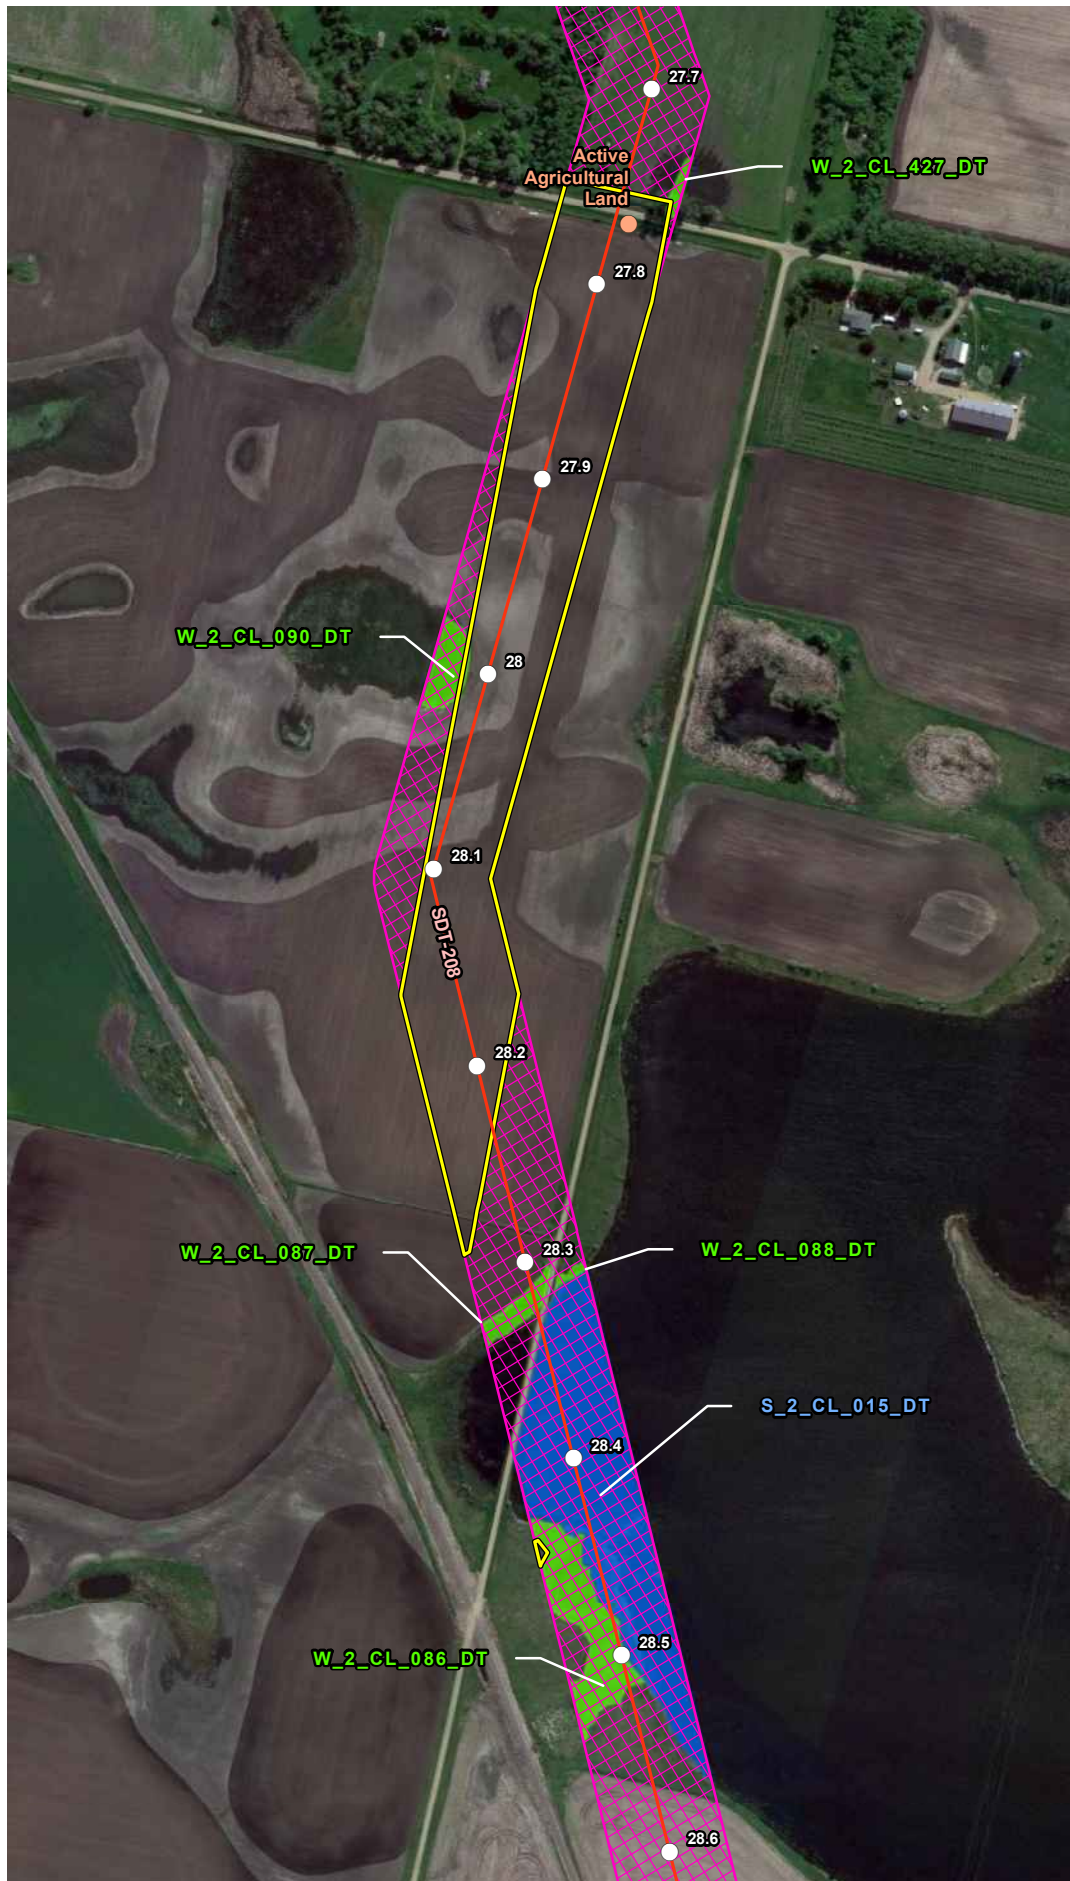 27.7
Active
Agricultural
Land
W_2_CL_427_DT
27.8
27.9
W_2_CL_090_DT
28
28.1
SDT-208
28.2
W_2_CL_087_DT
28.3
W_2_CL_088_DT
S_2_CL_015_DT
28.4
28.5
W_2_CL_086_DT
28.6